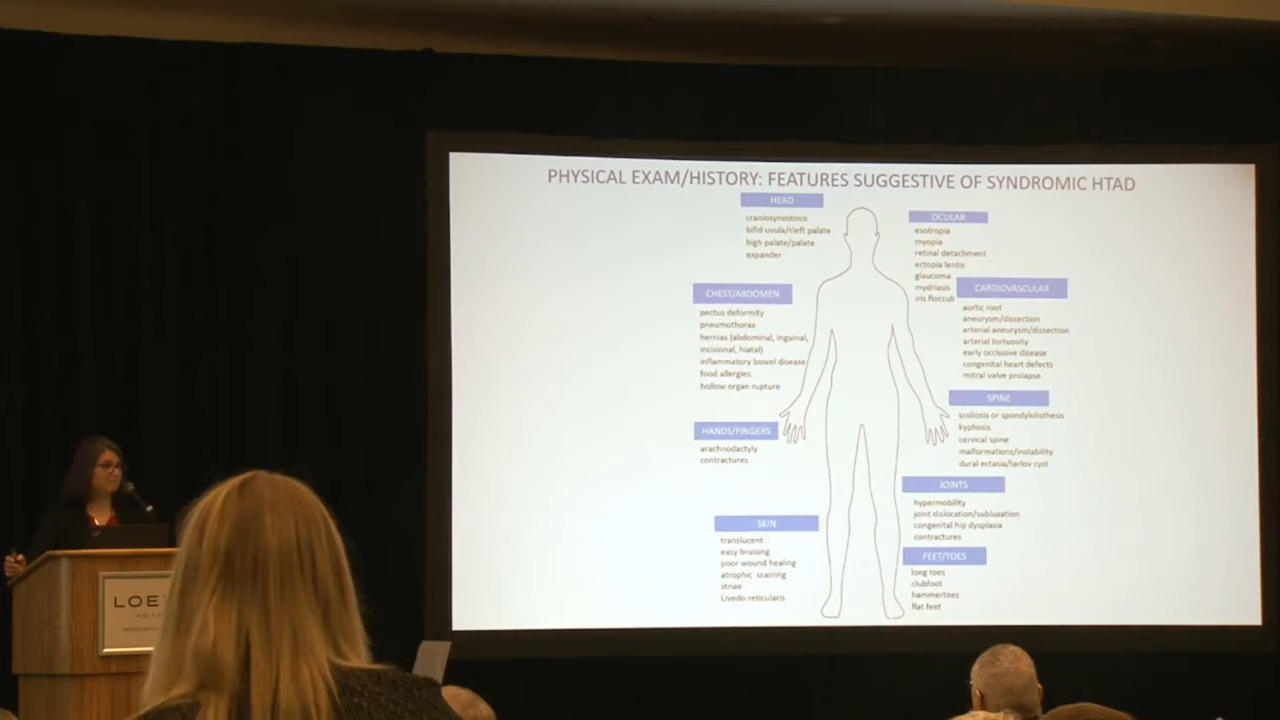 PHYSICAL EXAM/HISTORY: FEATURES SUGGESTIVE OF SYNDROMIC HTAD
HEAD
craniosynostosis
bifid uvula/cleft palate
high palate/palate
expander
OCULAR
esotropia
myopia
retinal detachment
ectopia lentis
glaucoma
mydriasis
iris flocculi
CHEST/ABDOMEN
pectus deformity
pneumothorax
hernias (abdominal, inguinal,
incisional, hiatal)
inflammatory bowel disease
food allergies
hollow organ rupture
CARDIOVASCULAR
aortic root
aneurysm/dissection
arterial aneurysm/dissection
arterial tortuosity
early occlusive disease
congenital heart defects
mitral valve prolapse
HANDS/FINGERS
arachnodactyly
contractures
SPINE
scoliosis or spondylolisthesis
kyphosis
cervical spine
malformations/instability
dural ectasia/tarlov cyst
JOINTS
hypermobility
joint dislocation/subluxation
congenital hip dysplasia
contractures
SKIN
translucent
easy bruising
poor wound healing
atrophic scarring
striae
Livedo reticularis
FEET/TOES
long toes
clubfoot
hammertoes
flat feet
LOE
HOT